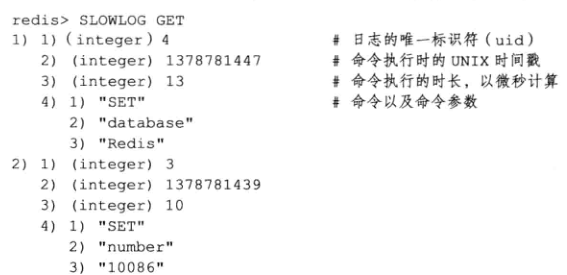 redis> SLOWLOG GET
1) 1) (integer) 4 # 日志的唯一标识符(uid)
2) (integer) 1378781447 # 命令执行时的 UNIX 时间戳
3) (integer) 13 # 命令执行的时长，以微秒计算
4) 1) "SET" # 命令以及命令参数
2) "database"
3) "Redis"
2) 1) (integer) 3
2) (integer) 1378781439
3) (integer) 10
4) 1) "SET"
2) "number"
3) "10086"